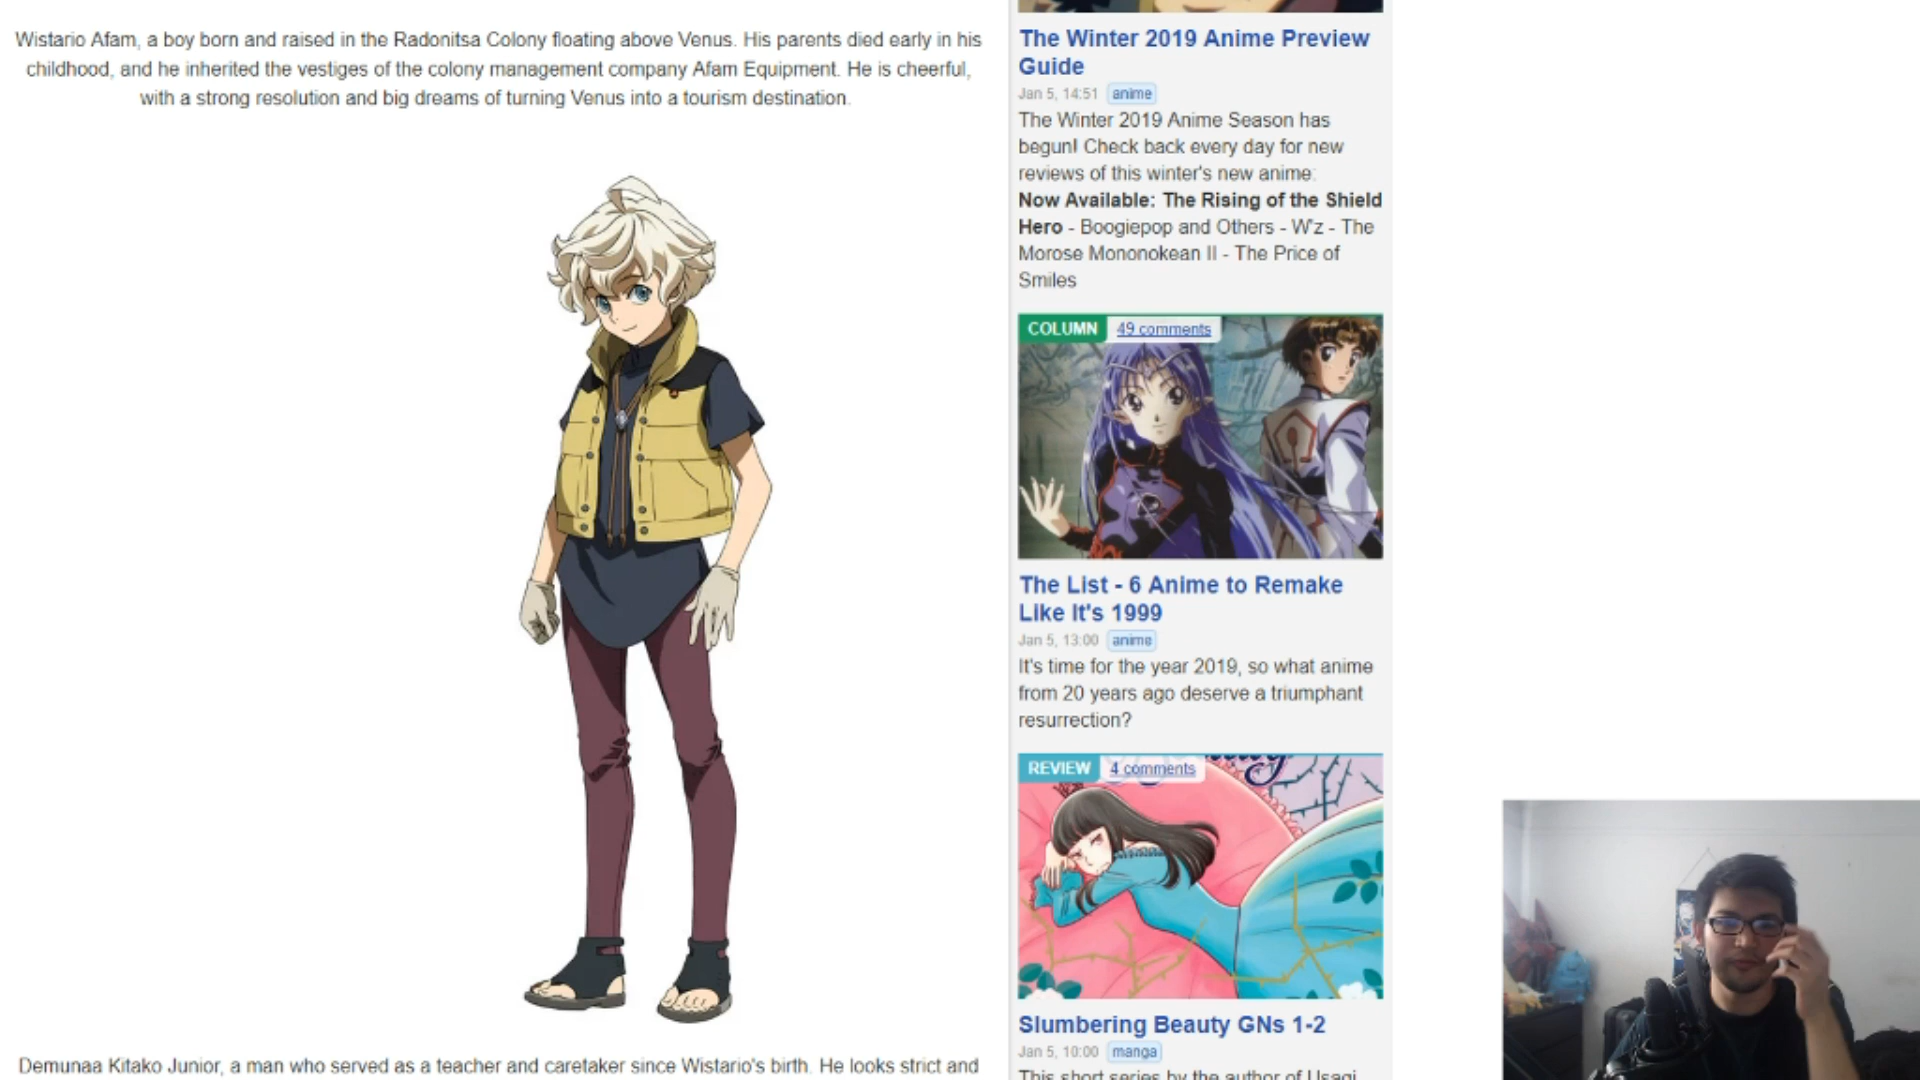 Wistario Afam, a boy born and raised in the Radonitsa Colony floating above Venus. His parents died early in his
childhood, and he inherited the vestiges of the colony management company Afam Equipment. He is cheerful,
with a strong resolution and big dreams of turning Venus into a tourism destination.
Demunaa Kitako Junior, a man who served as a teacher and caretaker since Wistario's birth. He looks strict and
The Winter 2019 Anime Preview
Guide
Jan 5, 14:51 anime
The Winter 2019 Anime Season has
begun! Check back every day for new
reviews of this winter's new anime:
Now Available: The Rising of the Shield
Hero - Boogiepop and Others - W'z - The
Morose Mononokean II - The Price of
Smiles
COLUMN 49 comments
The List - 6 Anime to Remake
Like It's 1999
Jan 5, 13:00 anime
It's time for the year 2019, so what anime
from 20 years ago deserve a triumphant
resurrection?
REVIEW 4 comments
Slumbering Beauty GNs 1-2
Jan 5, 10:00 manga
This short series by the author of Usagi